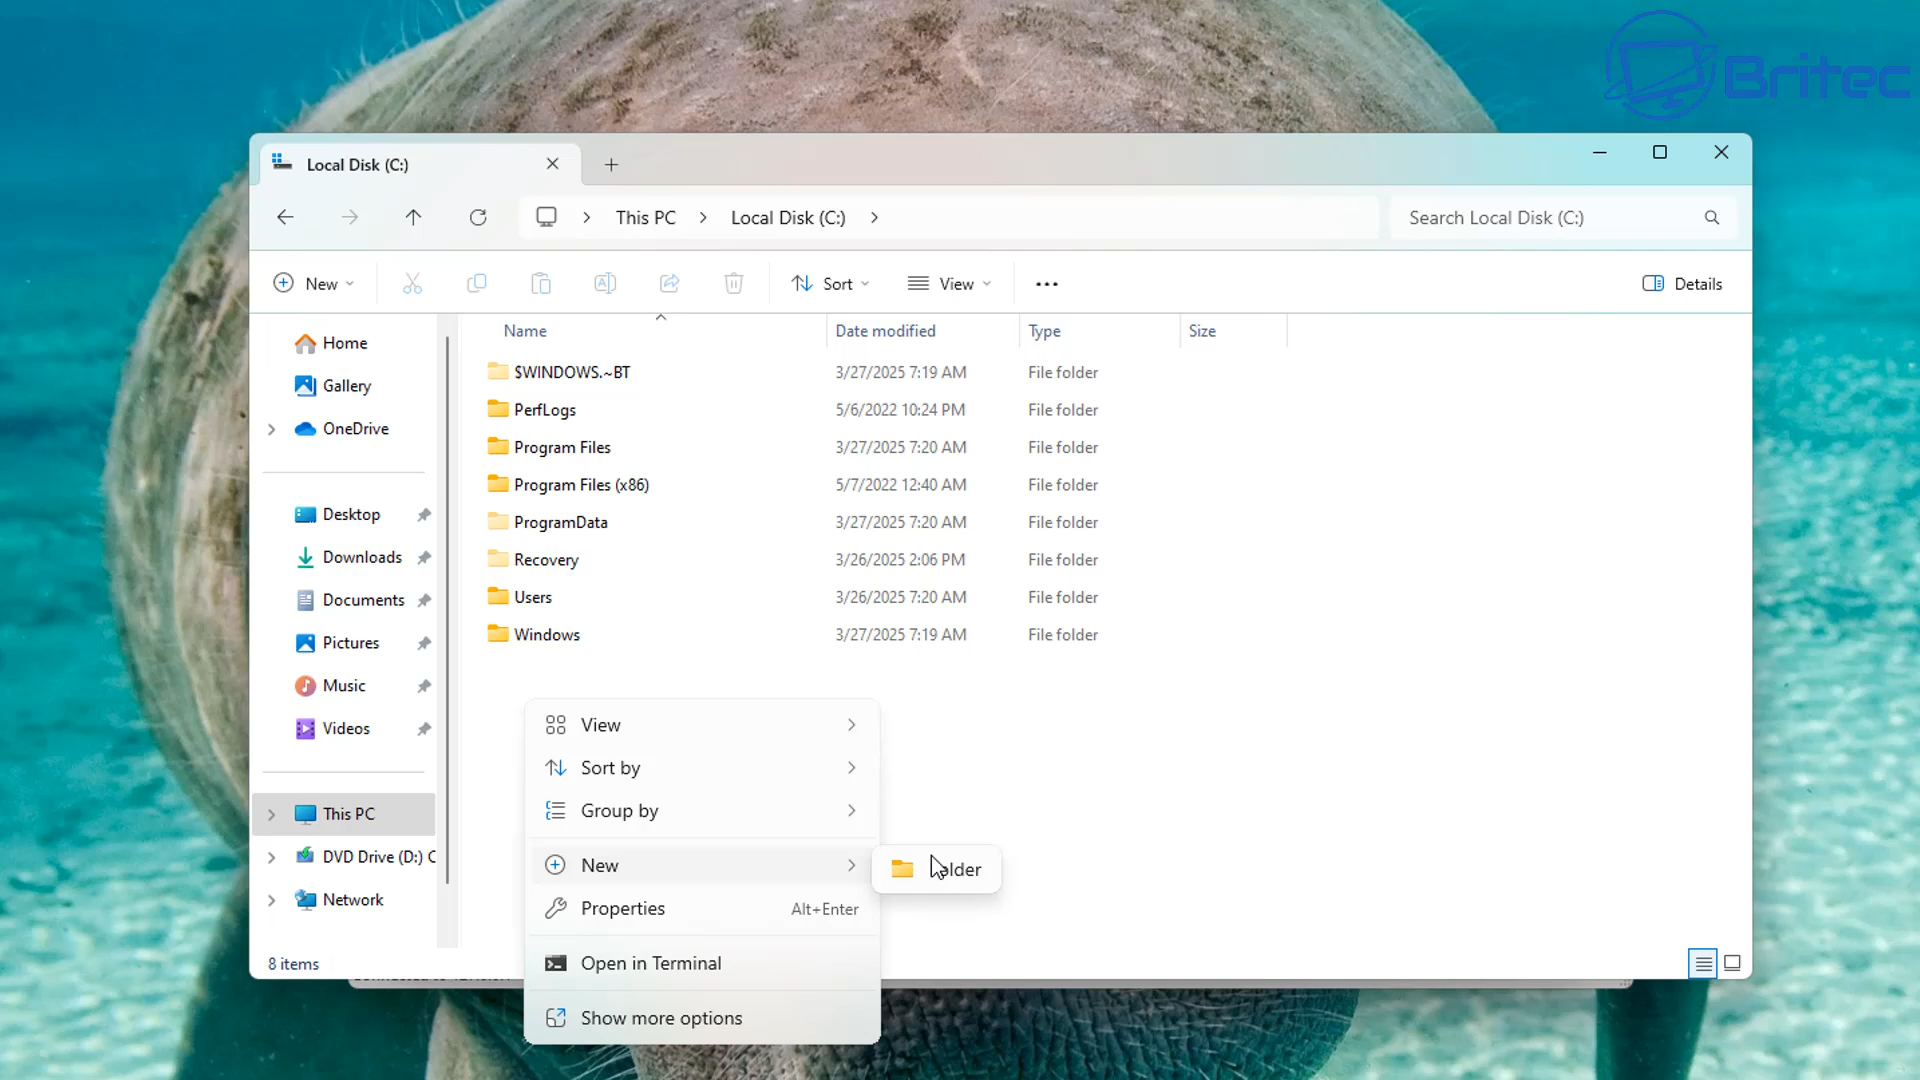 Britec
Local Disk (C:)
This PC
Local Disk (C:)
Search Local Disk (C:)
New
Sort
View
Details
Name
Date modified
Type
Size
Home
Gallery
OneDrive
Desktop
Downloads
Documents
Pictures
Music
Videos
This PC
DVD Drive (D:) C
Network
$WINDOWS.~BT 3/27/2025 7:19 AM File folder
PerfLogs 5/6/2022 10:24 PM File folder
Program Files 3/27/2025 7:20 AM File folder
Program Files (x86) 5/7/2022 12:40 AM File folder
ProgramData 3/27/2025 7:20 AM File folder
Recovery 3/26/2025 2:06 PM File folder
Users 3/26/2025 7:20 AM File folder
Windows 3/27/2025 7:19 AM File folder
View
Sort by
Group by
New
Folder
Properties Alt+Enter
Open in Terminal
Show more options
8 items